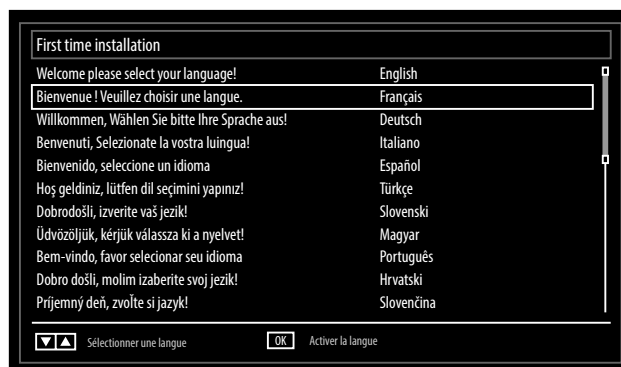 First time installation
Welcome please select your language! English
Bienvenue ! Veuillez choisir une langue. Français
Willkommen, Wählen Sie bitte Ihre Sprache aus! Deutsch
Benvenuti, Selezionate la vostra luingua! Italiano
Bienvenido, seleccione un idioma Español
Hoş geldiniz, lütfen dil seçimini yapınız! Türkçe
Dobrodošli, izverite vaš jezik! Slovenski
Üdvözöljük, kérjük válassza ki a nyelvet! Magyar
Bem-vindo, favor selecionar seu idioma Português
Dobro došli, molim izaberite svoj jezik! Hrvatski
Príjemný deň, zvoľte si jazyk! Slovenčina
▼▲ Sélectionner une langue OK Activer la langue